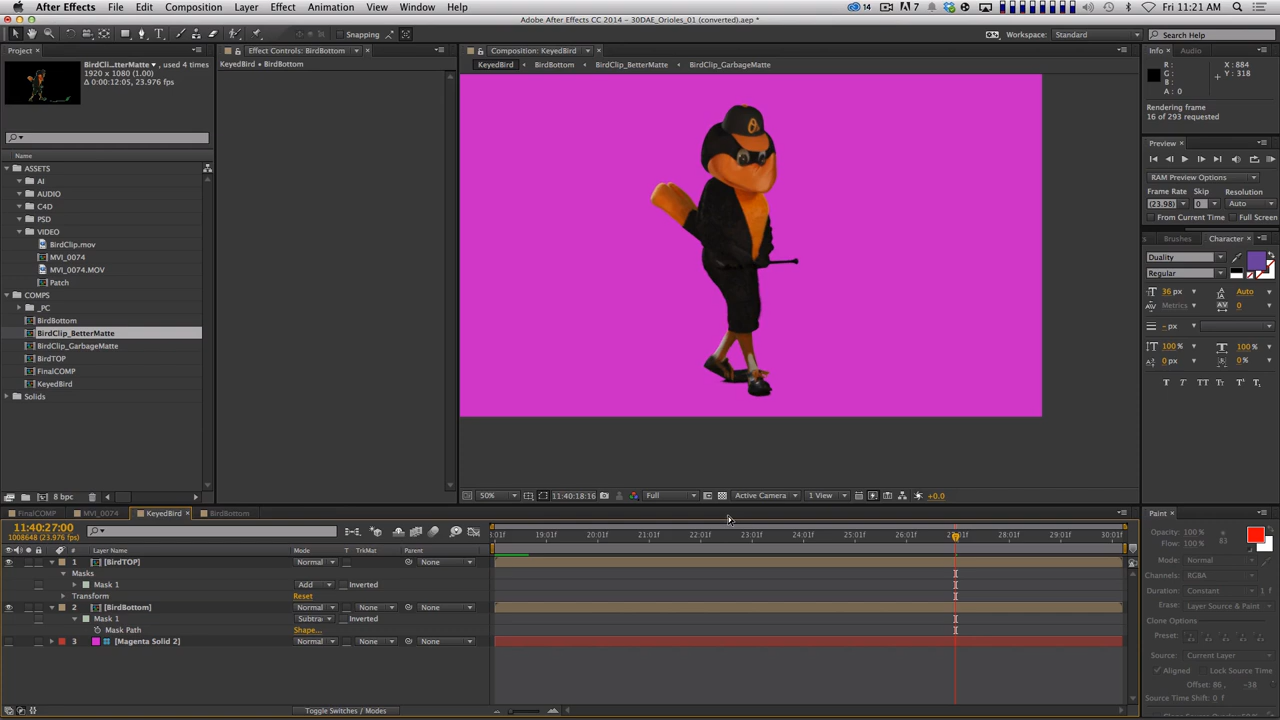 After Effects File Edit Composition Layer Effect Animation View Window Help 14 7 Fri 11:21 AM
Adobe After Effects CC 2014 – 30DAE_Orioles_01 (converted).aep *
Snapping Workspace: Standard Search Help
Project Effect Controls: BirdBottom Composition: KeyedBird Info Audio
BirdCli...tterMatte , used 4 times
1920 x 1080 (1.00)
Δ 0:00:12:05, 23.976 fps
KeyedBird • BirdBottom
KeyedBird BirdBottom BirdClip_BetterMatte BirdClip_GarbageMatte
R : X : 884
G : Y : 318
B :
A : 0
Rendering frame
16 of 293 requested
Name
ASSETS
AI
AUDIO
C4D
PSD
VIDEO
BirdClip.mov
MVI_0074
MVI_0074.MOV
Patch
COMPS
_PC
BirdBottom
BirdClip_BetterMatte
BirdClip_GarbageMatte
BirdTOP
FinalCOMP
KeyedBird
Solids
8 bpc
Preview
RAM Preview Options
Frame Rate Skip Resolution
(23.98) 0 Auto
From Current Time Full Screen
Brushes Character
Duality
Regular
36 px Auto
Metrics 0
- px
100 % 100 %
0 px 0 %
50% 11:40:18:16 Full Active Camera 1 View +0.0
FinalCOMP MVI_0074 KeyedBird BirdBottom
11:40:27:00
1008648 (23.976 fps)
:01f 19:01f 20:01f 21:01f 22:01f 23:01f 24:01f 25:01f 26:01f 27:01f 28:01f 29:01f 30:01f
# Layer Name Mode T TrkMat Parent
1 [BirdTOP] Normal None
Masks
Mask 1 Add Inverted
Transform Reset
2 [BirdBottom] Normal None None
Mask 1 Subtra Inverted
Mask Path Shape...
3 [Magenta Solid 2] Normal None None
Toggle Switches / Modes
Paint
Opacity: 100 %
Flow: 100 % 83
Mode: Normal
Channels: RGBA
Duration: Constant 1 f
Erase: Layer Source & Paint
Clone Options
Preset:
Source: Current Layer
Aligned Lock Source Time
Offset: 86 , -38
Source Time Shift: 0 f